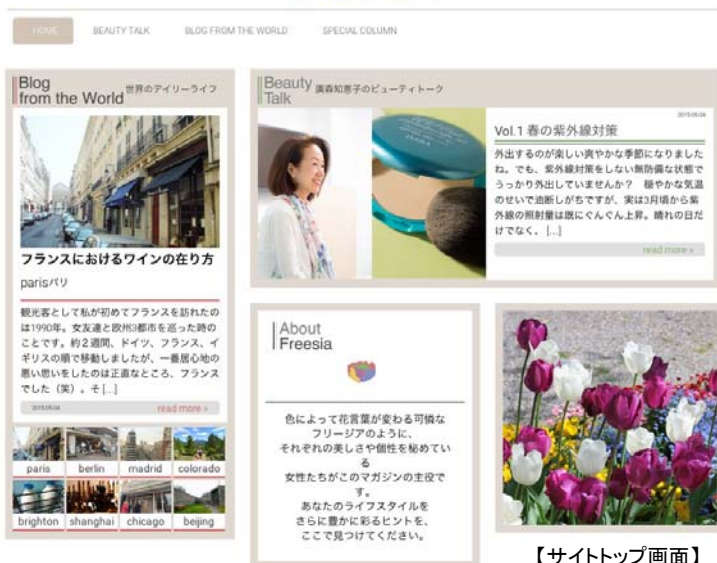 HOME BEAUTY TALK BLOG FROM THE WORLD SPECIAL COLUMN
Blog
from the World 世界のデイリーライフ
フランスにおけるワインの在り方
parisパリ
観光客として私が初めてフランスを訪れたの
は1990年。女友達と欧州3都市を巡った時の
ことです。約２週間、ドイツ、フランス、イ
ギリスの順で移動しましたが、一番居心地の
悪い思いをしたのは正直なところ、フランス
でした（笑）。そ [...]
2015.05.04 read more »
paris berlin madrid colorado
brighton shanghai chicago beijing
Beauty
Talk 廣森知恵子のビューティトーク
2015.05.04
Vol.1 春の紫外線対策
外出するのが楽しい爽やかな季節になりました
ね。でも、紫外線対策をしない無防備な状態で
うっかり外出していませんか？　穏やかな気温
のせいで油断しがちですが、実は3月頃から紫
外線の照射量は既にぐんぐん上昇。晴れの日だ
けでなく、 [...]
read more »
About
Freesia
色によって花言葉が変わる可憐な
フリージアのように、
それぞれの美しさや個性を秘めてい
る
女性たちがこのマガジンの主役で
す。
あなたのライフスタイルを
さらに豊かに彩るヒントを、
ここで見つけてください。
【サイトトップ画面】